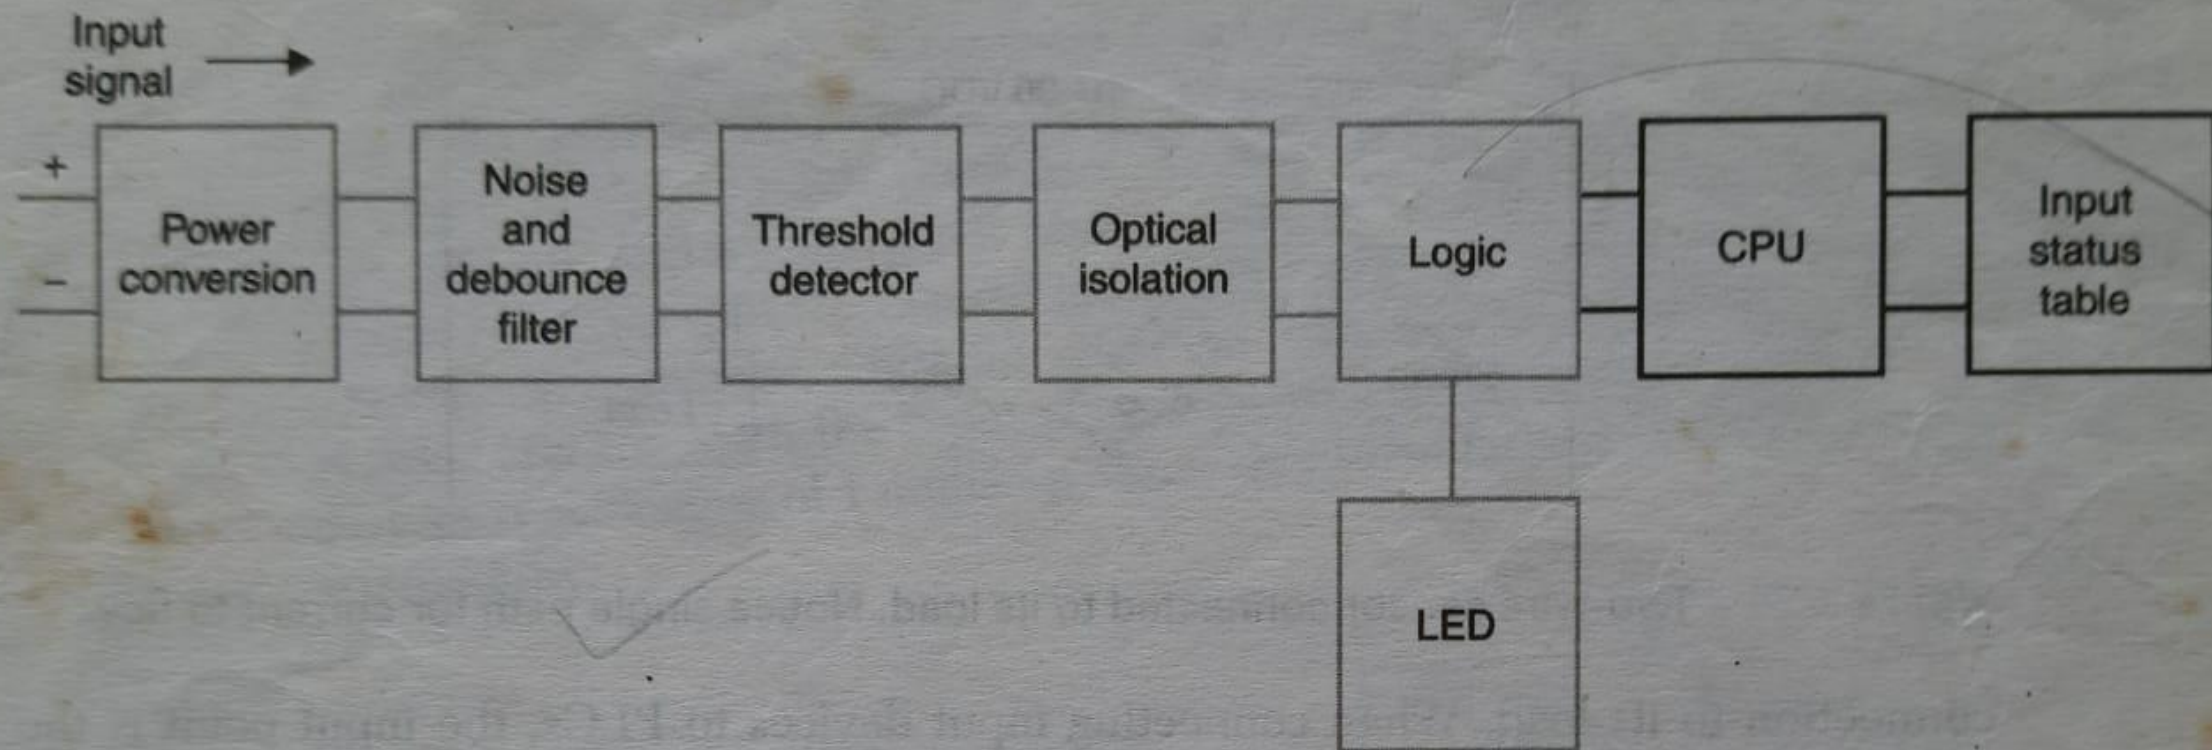 Input
signal
+
−
Power
conversion
Noise
and
debounce
filter
Threshold
detector
Optical
isolation
Logic
CPU
Input
status
table
LED